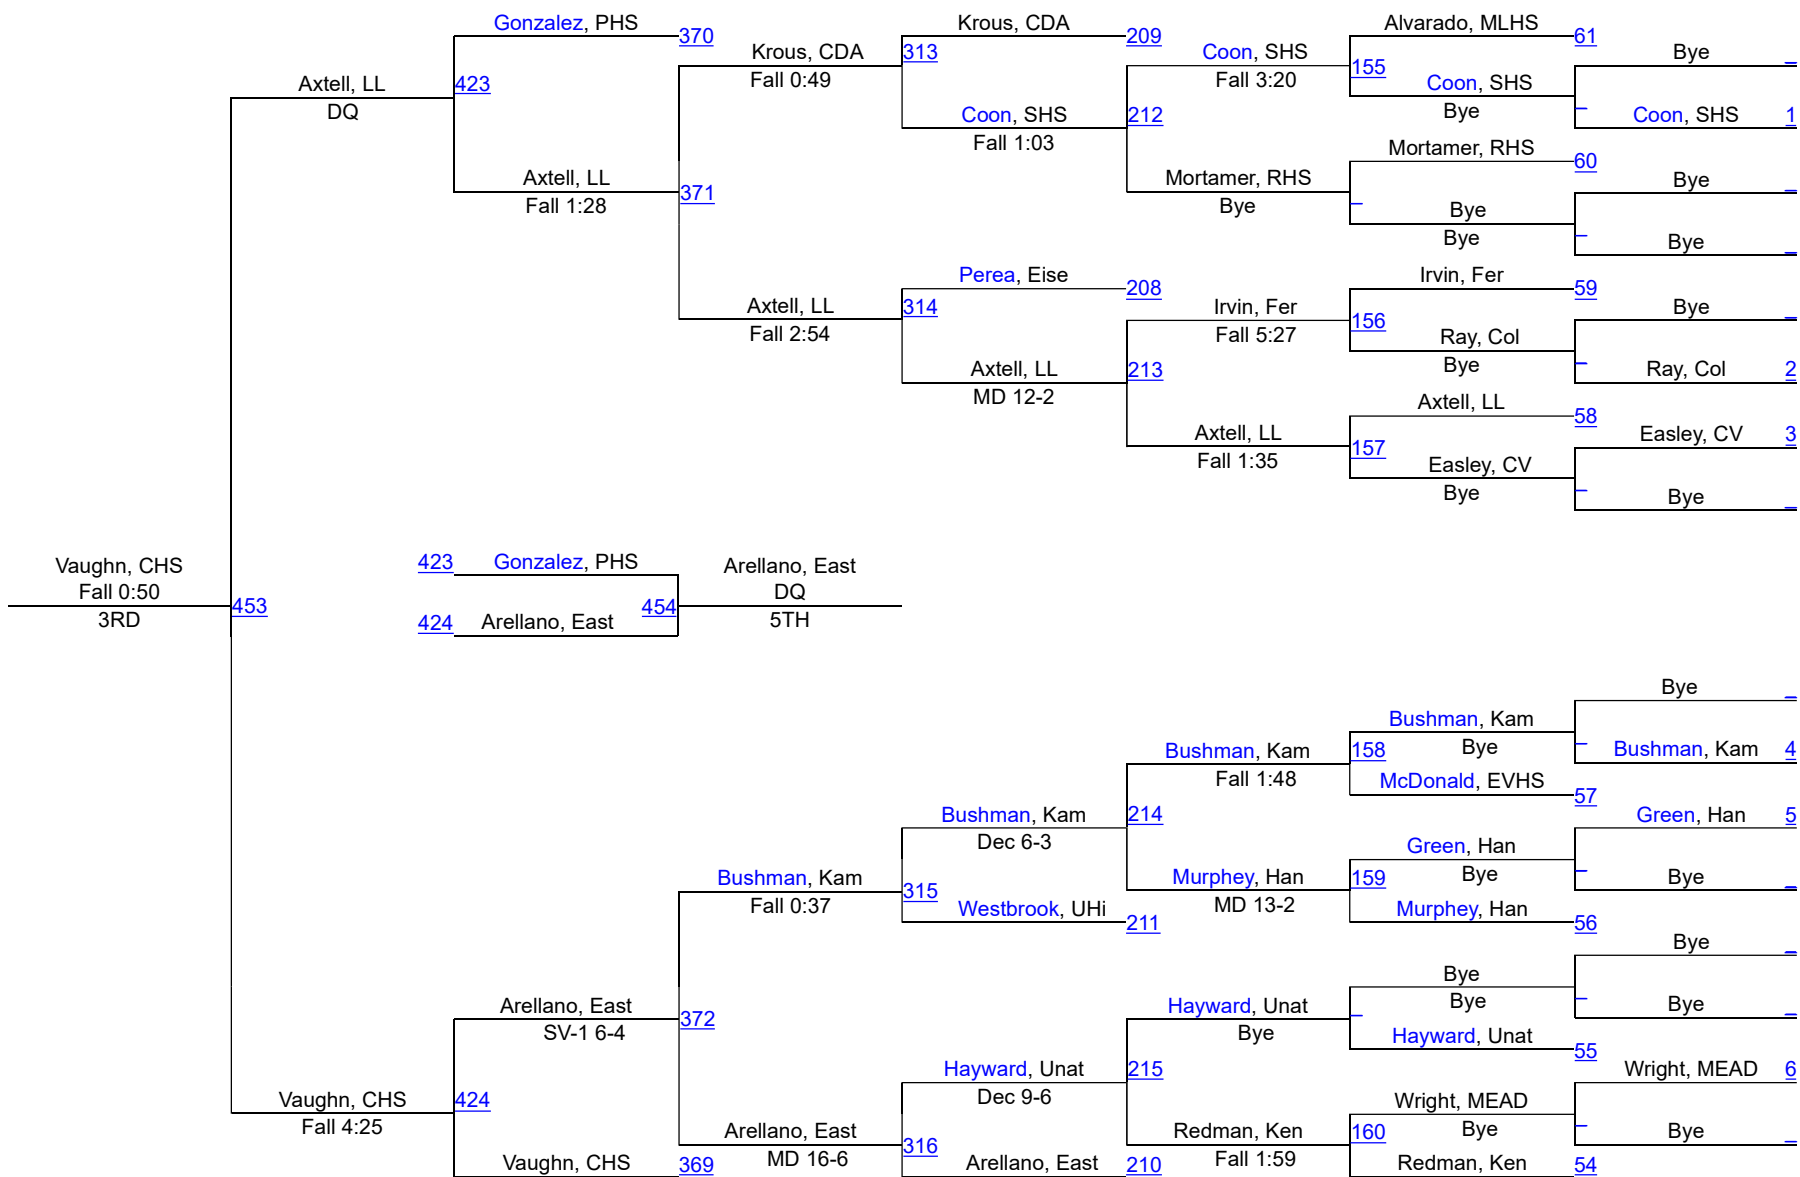 Gonzalez, PHS 370
Krous, CDA 209
Alvarado, MLHS 61
Krous, CDA 313
Fall 0:49
Coon, SHS
Fall 3:20
155
Bye _
Axtell, LL 423
DQ
Coon, SHS
Bye
_
Coon, SHS 212
Fall 1:03
Coon, SHS 1
Mortamer, RHS 60
Axtell, LL 371
Fall 1:28
Mortamer, RHS
Bye
_
Bye _
Bye
Bye
_
Bye _
Perea, Eise 208
Irvin, Fer 59
Axtell, LL 314
Fall 2:54
Irvin, Fer
Fall 5:27
156
Bye _
Ray, Col
Bye
_
Axtell, LL 213
MD 12-2
Ray, Col 2
Axtell, LL 58
Axtell, LL
Fall 1:35
157
Easley, CV 3
Easley, CV
Bye
_
Bye _
Vaughn, CHS
Fall 0:50
3RD
453
423 Gonzalez, PHS
424 Arellano, East
454
Arellano, East
DQ
5TH
Bye _
Bushman, Kam
Bye
_
Bushman, Kam
Fall 1:48
158
Bushman, Kam 4
McDonald, EVHS 57
Bushman, Kam 214
Dec 6-3
Green, Han 5
Green, Han
Bye
_
Bushman, Kam 315
Fall 0:37
Murphey, Han
MD 13-2
159
Bye _
Westbrook, UHi 211
Murphey, Han 56
Bye _
Bye
Bye
_
Arellano, East 372
SV-1 6-4
Hayward, Unat
Bye
_
Bye _
Hayward, Unat 55
Hayward, Unat 215
Dec 9-6
Wright, MEAD 6
Vaughn, CHS 424
Fall 4:25
Wright, MEAD
Bye
_
Arellano, East 316
MD 16-6
Redman, Ken
Fall 1:59
160
Bye _
Vaughn, CHS 369
Arellano, East 210
Redman, Ken 54